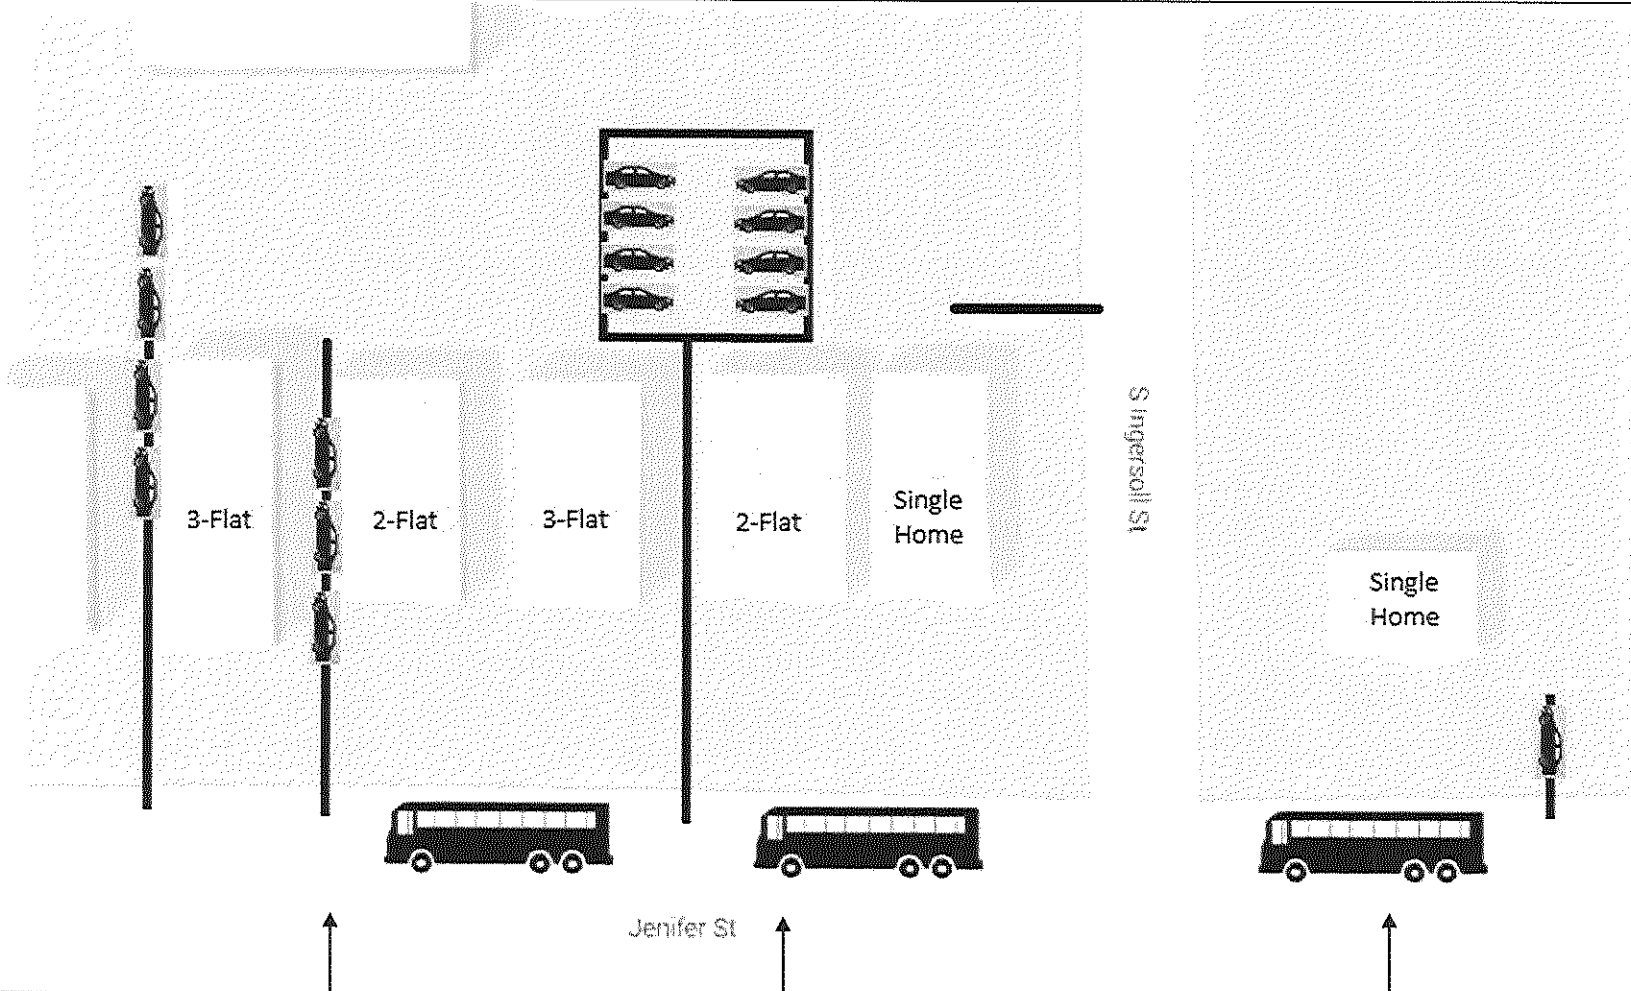 3-Flat
2-Flat
3-Flat
2-Flat
Single
Home
S Ingersoll St
Single
Home
Jenifer St